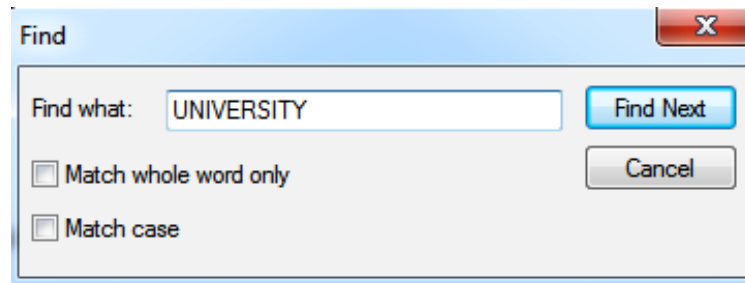 Find
Find what: UNIVERSITY Find Next
Match whole word only Cancel
Match case